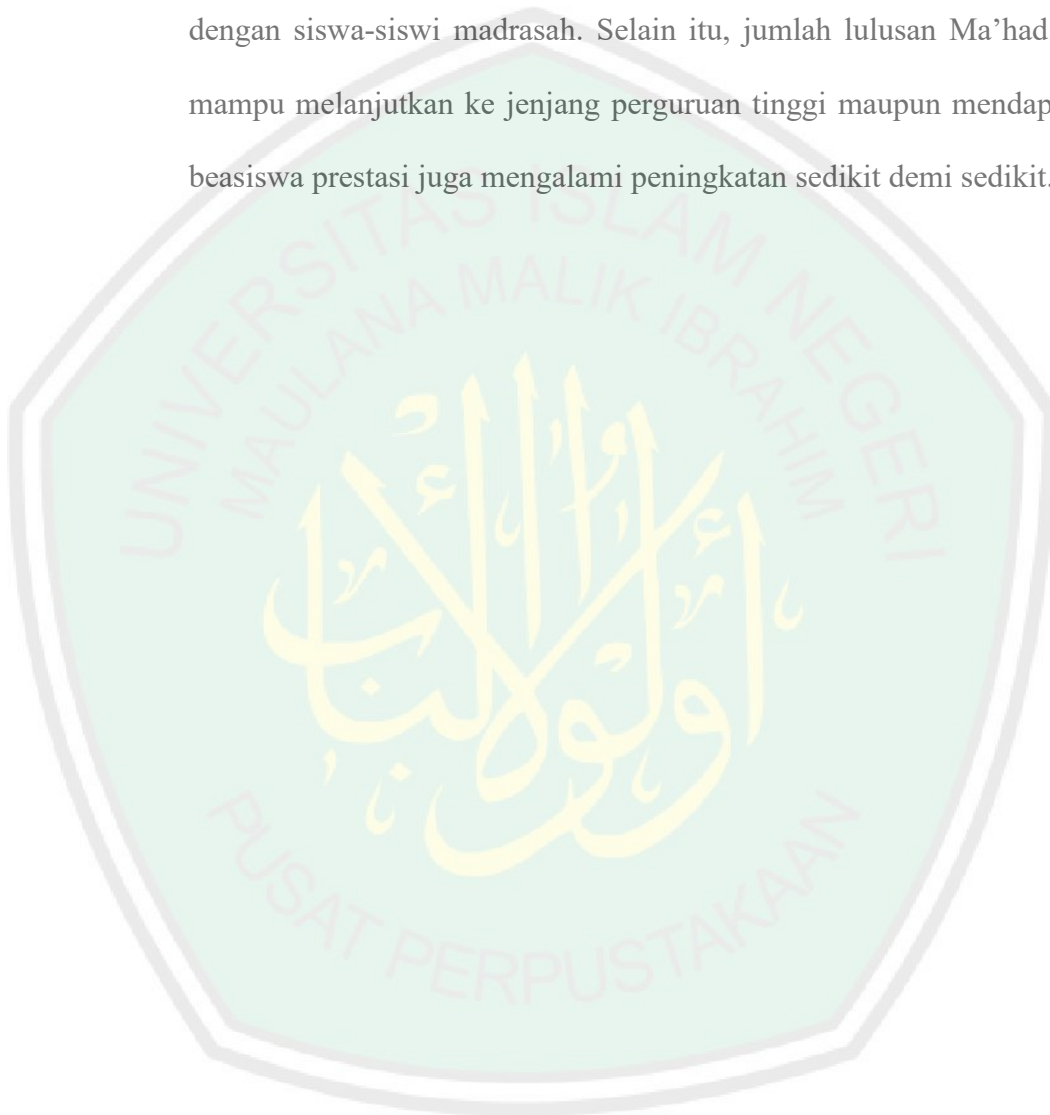 dengan siswa-siswi madrasah. Selain itu, jumlah lulusan Ma’had
mampu melanjutkan ke jenjang perguruan tinggi maupun mendap
beasiswa prestasi juga mengalami peningkatan sedikit demi sedikit.
UNIVERSITAS ISLAM NEGERI
MAULANA MALIK IBRAHIM
أولوا الألباب
PUSAT PERPUSTAKAAN